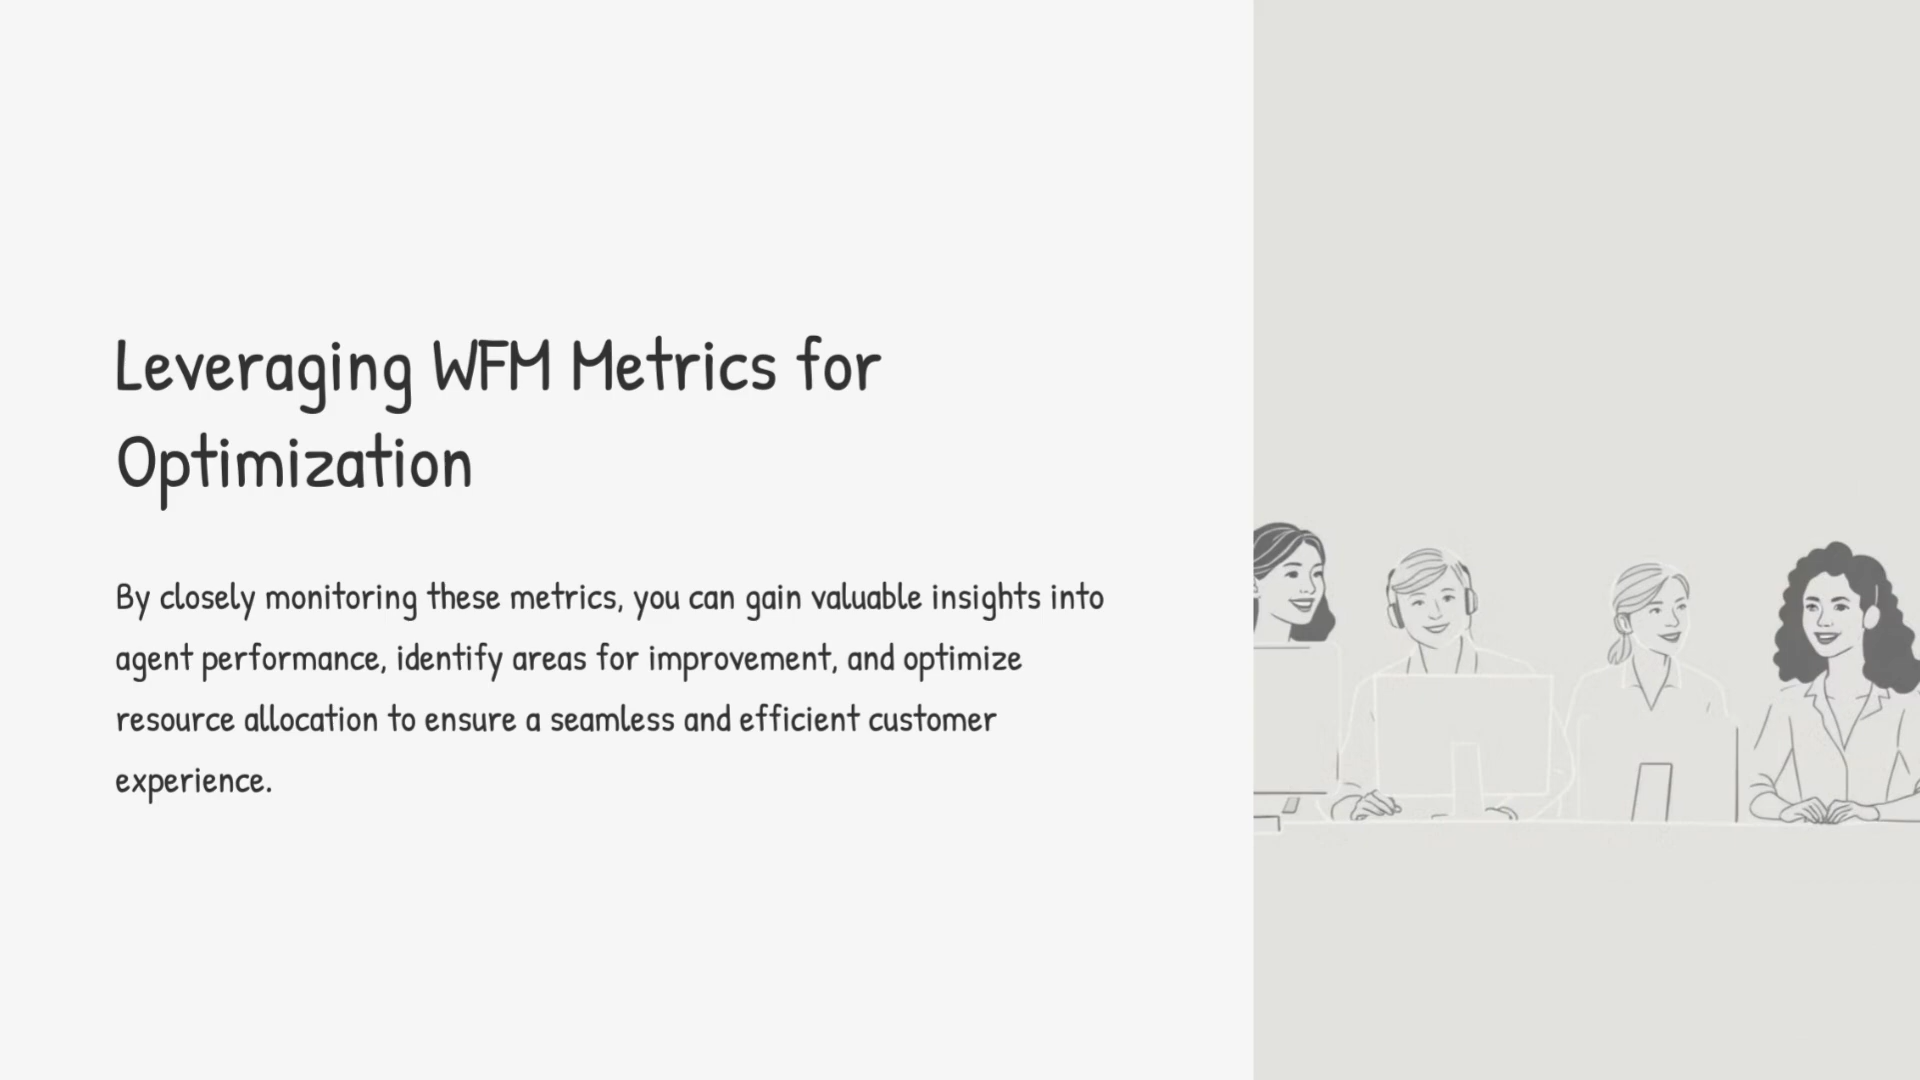 Leveraging WFM Metrics for
Optimization
By closely monitoring these metrics, you can gain valuable insights into
agent performance, identify areas for improvement, and optimize
resource allocation to ensure a seamless and efficient customer
experience.